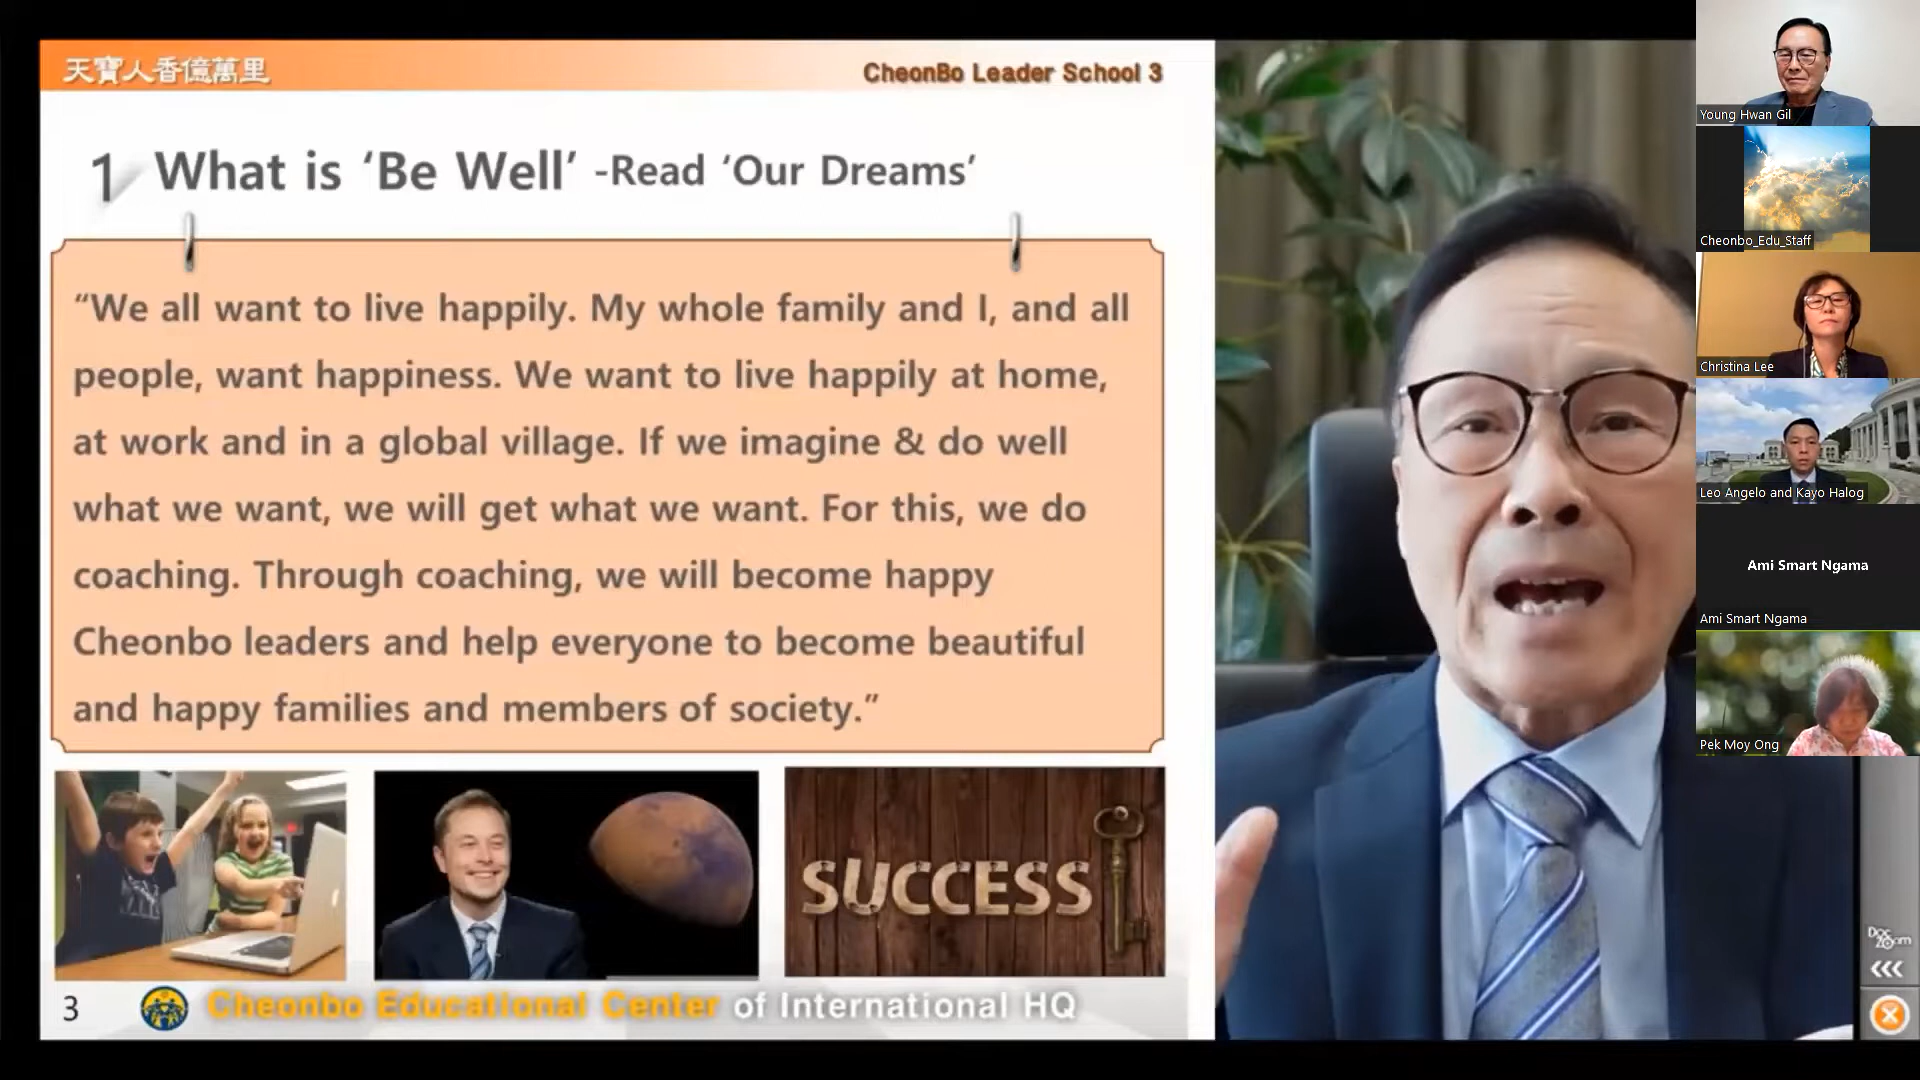 天寶人香億萬里
CheonBo Leader School 3
1 What is ‘Be Well’ -Read ‘Our Dreams’
“We all want to live happily. My whole family and I, and all
people, want happiness. We want to live happily at home,
at work and in a global village. If we imagine & do well
what we want, we will get what we want. For this, we do
coaching. Through coaching, we will become happy
Cheonbo leaders and help everyone to become beautiful
and happy families and members of society.”
SUCCESS
3
Cheonbo Educational Center of International HQ
Young Hwan Gil
Cheonbo_Edu_Staff
Christina Lee
Leo Angelo and Kayo Halog
Ami Smart Ngama
Ami Smart Ngama
Pek Moy Ong
Doc
Zoom